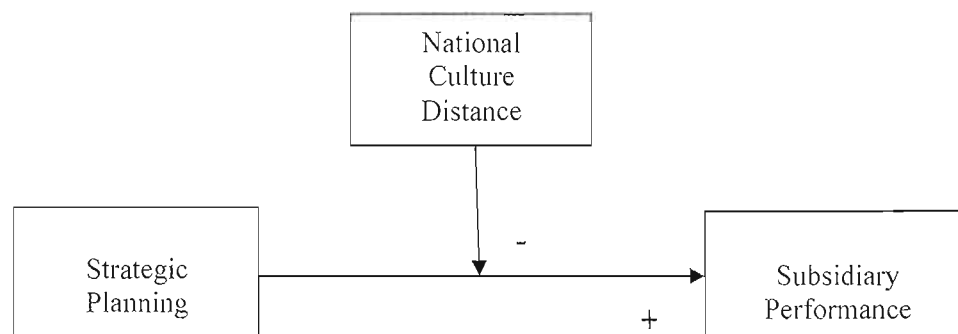 National
Culture
Distance
-
Strategic
Planning
Subsidiary
Performance
+